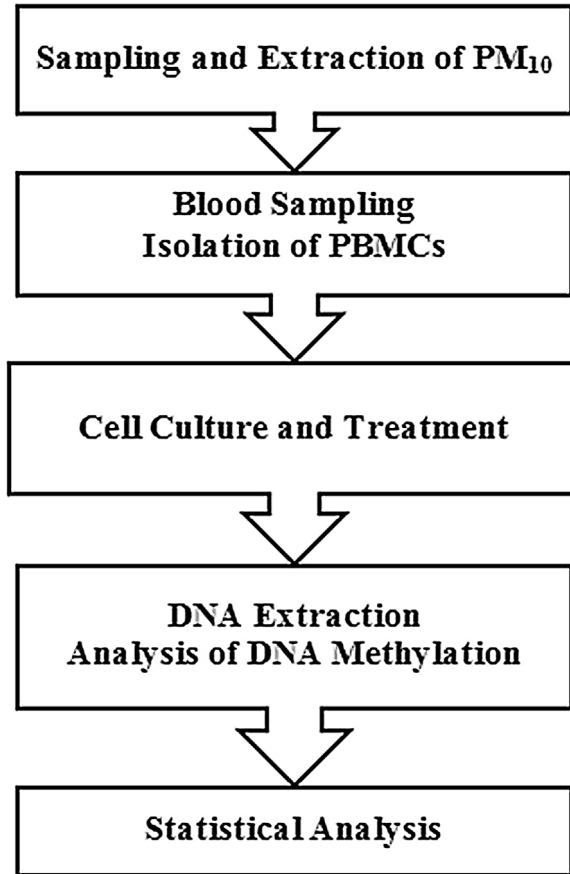 Sampling and Extraction of PM₁₀
Blood Sampling
Isolation of PBMCs
Cell Culture and Treatment
DNA Extraction
Analysis of DNA Methylation
Statistical Analysis